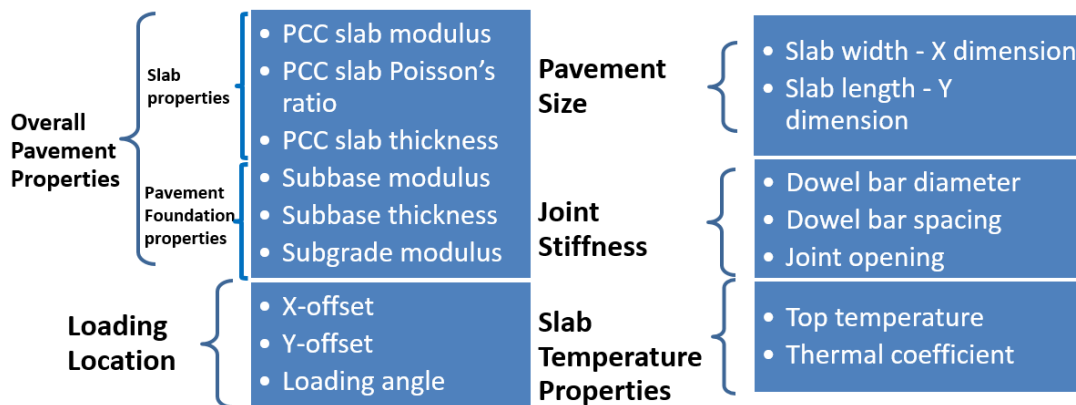 Overall
Pavement
Properties
Slab
properties
• PCC slab modulus
• PCC slab Poisson's
ratio
• PCC slab thickness
Pavement
Foundation
properties
• Subbase modulus
• Subbase thickness
• Subgrade modulus
Loading
Location
• X-offset
• Y-offset
• Loading angle
Pavement
Size
• Slab width - X dimension
• Slab length - Y
dimension
Joint
Stiffness
• Dowel bar diameter
• Dowel bar spacing
• Joint opening
Slab
Temperature
Properties
• Top temperature
• Thermal coefficient